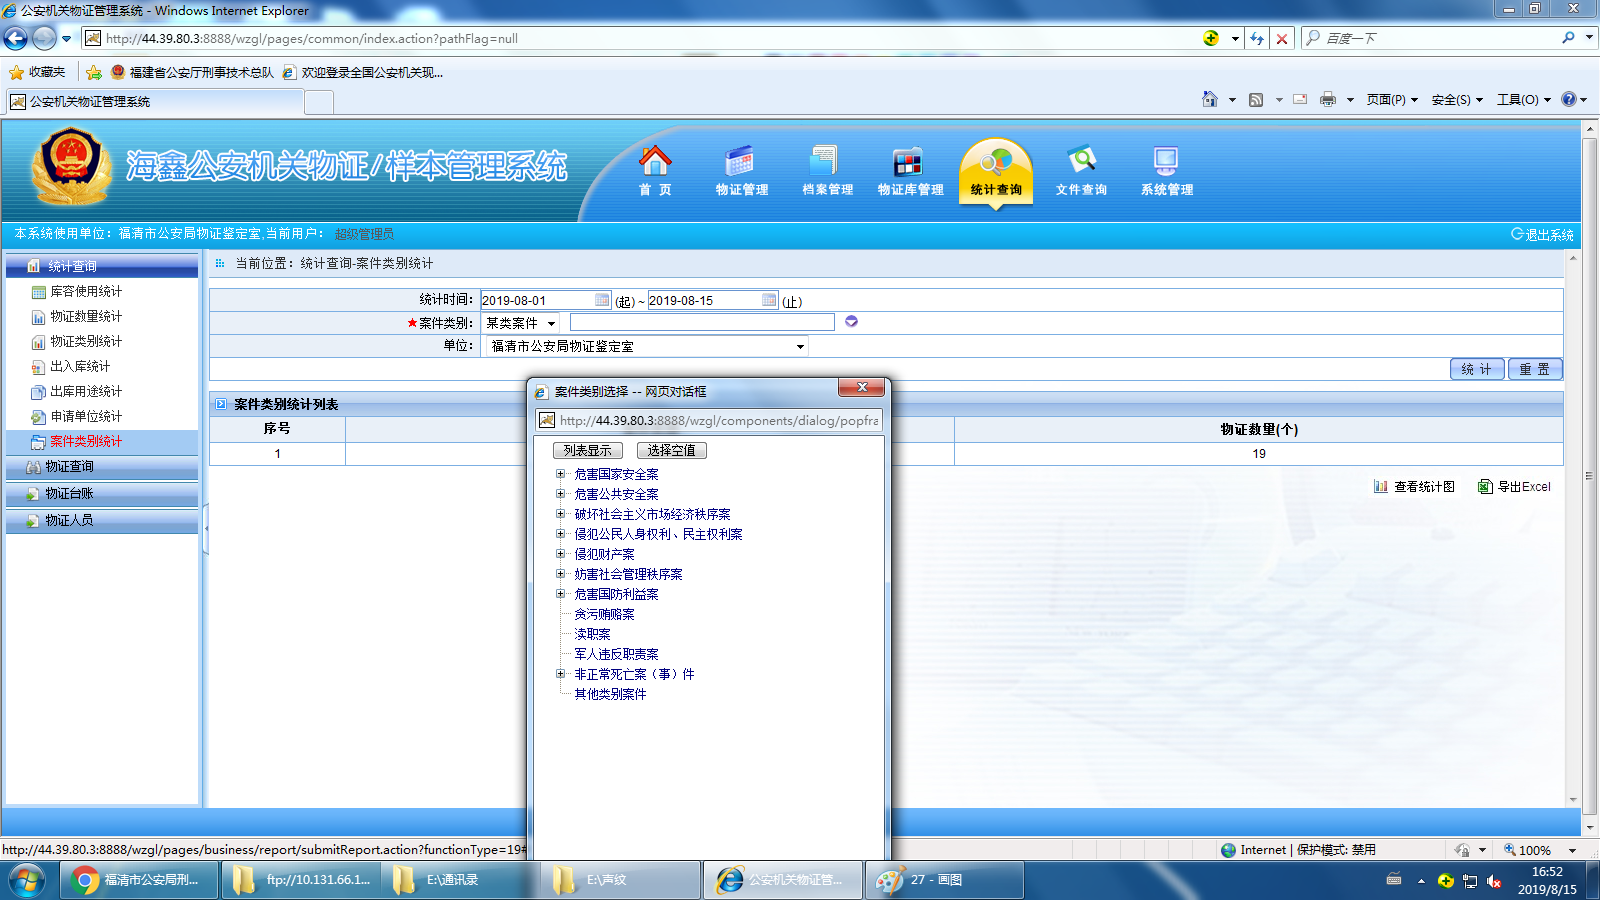 公安机关物证管理系统 - Windows Internet Explorer
http://44.39.80.3:8888/wzgl/pages/common/index.action?pathFlag=null
百度一下
收藏夹
福建省公安厅刑事技术总队
欢迎登录全国公安机关现...
公安机关物证管理系统
页面(P)
安全(S)
工具(O)
海鑫公安机关物证/样本管理系统
首 页
物证管理
档案管理
物证库管理
统计查询
文件查询
系统管理
本系统使用单位: 福清市公安局物证鉴定室,当前用户: 超级管理员
退出系统
统计查询
库容使用统计
物证数量统计
物证类别统计
出入库统计
出库用途统计
申请单位统计
案件类别统计
物证查询
物证台账
物证人员
当前位置: 统计查询-案件类别统计
统计时间: 2019-08-01 (起) ~ 2019-08-15 (止)
★案件类别: 某类案件
单位: 福清市公安局物证鉴定室
统 计
重 置
案件类别统计列表
序号
物证数量(个)
1
19
查看统计图
导出Excel
案件类别选择 -- 网页对话框
http://44.39.80.3:8888/wzgl/components/dialog/popfra
列表显示
选择空值
危害国家安全案
危害公共安全案
破坏社会主义市场经济秩序案
侵犯公民人身权利、民主权利案
侵犯财产案
妨害社会管理秩序案
危害国防利益案
贪污贿赂案
渎职案
军人违反职责案
非正常死亡案（事）件
其他类别案件
http://44.39.80.3:8888/wzgl/pages/business/report/submitReport.action?functionType=19#
Internet | 保护模式: 禁用
100%
福清市公安局刑...
ftp://10.131.66.1...
E:\通讯录
E:\声纹
公安机关物证管...
27 - 画图
16:52
2019/8/15